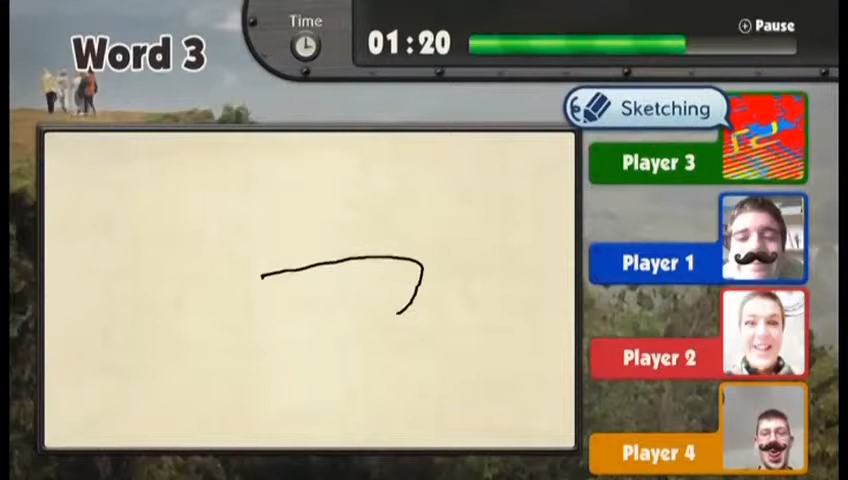 Word 3
Time
01:20
Pause
Sketching
Player 3
Player 1
Player 2
Player 4